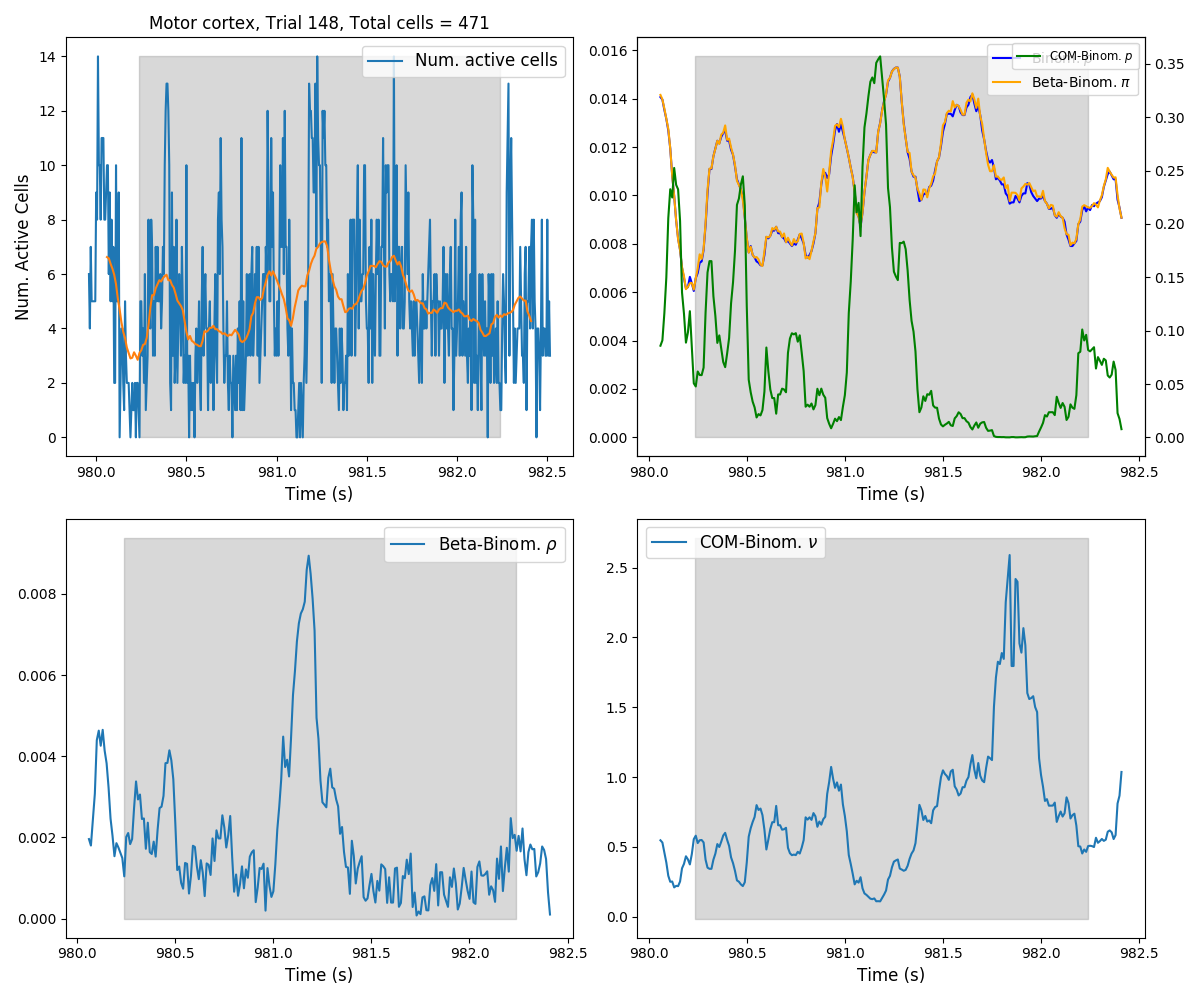 Motor cortex, Trial 148, Total cells = 471
Num. active cells
Num. Active Cells
14
12
10
8
6
4
2
0
980.0 980.5 981.0 981.5 982.0 982.5
Time (s)
COM-Binom. p
Beta-Binom. π
0.016
0.014
0.012
0.010
0.008
0.006
0.004
0.002
0.000
0.35
0.30
0.25
0.20
0.15
0.10
0.05
0.00
980.0 980.5 981.0 981.5 982.0 982.5
Time (s)
Beta-Binom. ρ
0.008
0.006
0.004
0.002
0.000
980.0 980.5 981.0 981.5 982.0 982.5
Time (s)
COM-Binom. ν
2.5
2.0
1.5
1.0
0.5
0.0
980.0 980.5 981.0 981.5 982.0 982.5
Time (s)